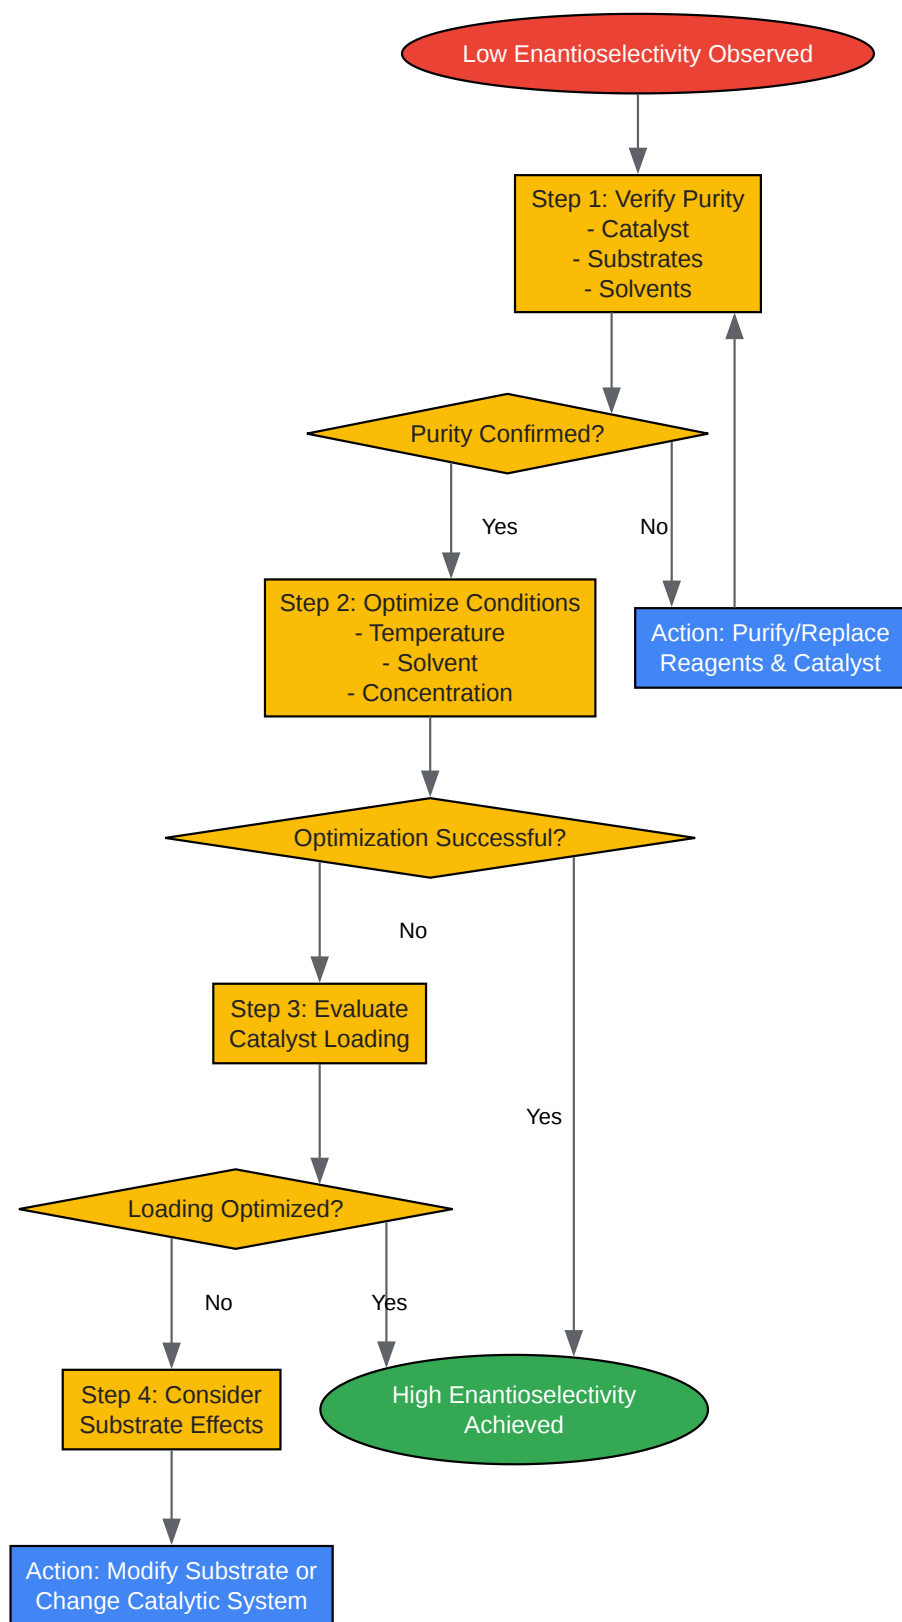 Low Enantioselectivity Observed
Step 1: Verify Purity
- Catalyst
- Substrates
- Solvents
Purity Confirmed?
Yes
No
Step 2: Optimize Conditions
- Temperature
- Solvent
- Concentration
Action: Purify/Replace
Reagents & Catalyst
Optimization Successful?
No
Step 3: Evaluate
Catalyst Loading
Yes
Loading Optimized?
No
Yes
Step 4: Consider
Substrate Effects
High Enantioselectivity
Achieved
Action: Modify Substrate or
Change Catalytic System